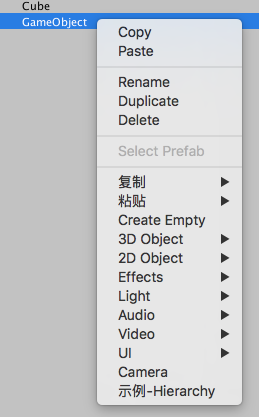 Cube
GameObject
Copy
Paste
Rename
Duplicate
Delete
Select Prefab
复制
粘贴
Create Empty
3D Object
2D Object
Effects
Light
Audio
Video
UI
Camera
示例-Hierarchy